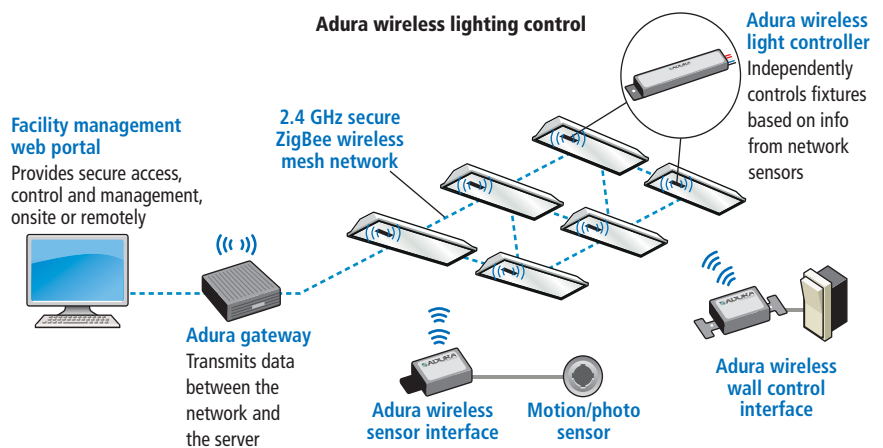 Adura wireless lighting control
Adura wireless
light controller
Independently
controls fixtures
based on info
from network
sensors
ADURA
2.4 GHz secure
ZigBee wireless
mesh network
Facility management
web portal
Provides secure access,
control and management,
onsite or remotely
Adura gateway
Transmits data
between the
network and
the server
ADURA
Adura wireless
sensor interface
Motion/photo
sensor
ADURA
Adura wireless
wall control
interface